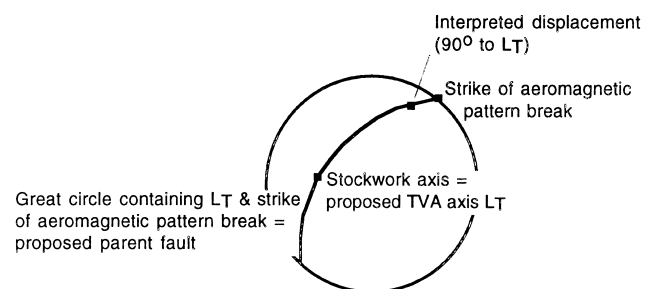 Interpreted displacement
(90º to LT)
Strike of aeromagnetic
pattern break
Stockwork axis =
proposed TVA axis LT
Great circle containing LT & strike
of aeromagnetic pattern break =
proposed parent fault